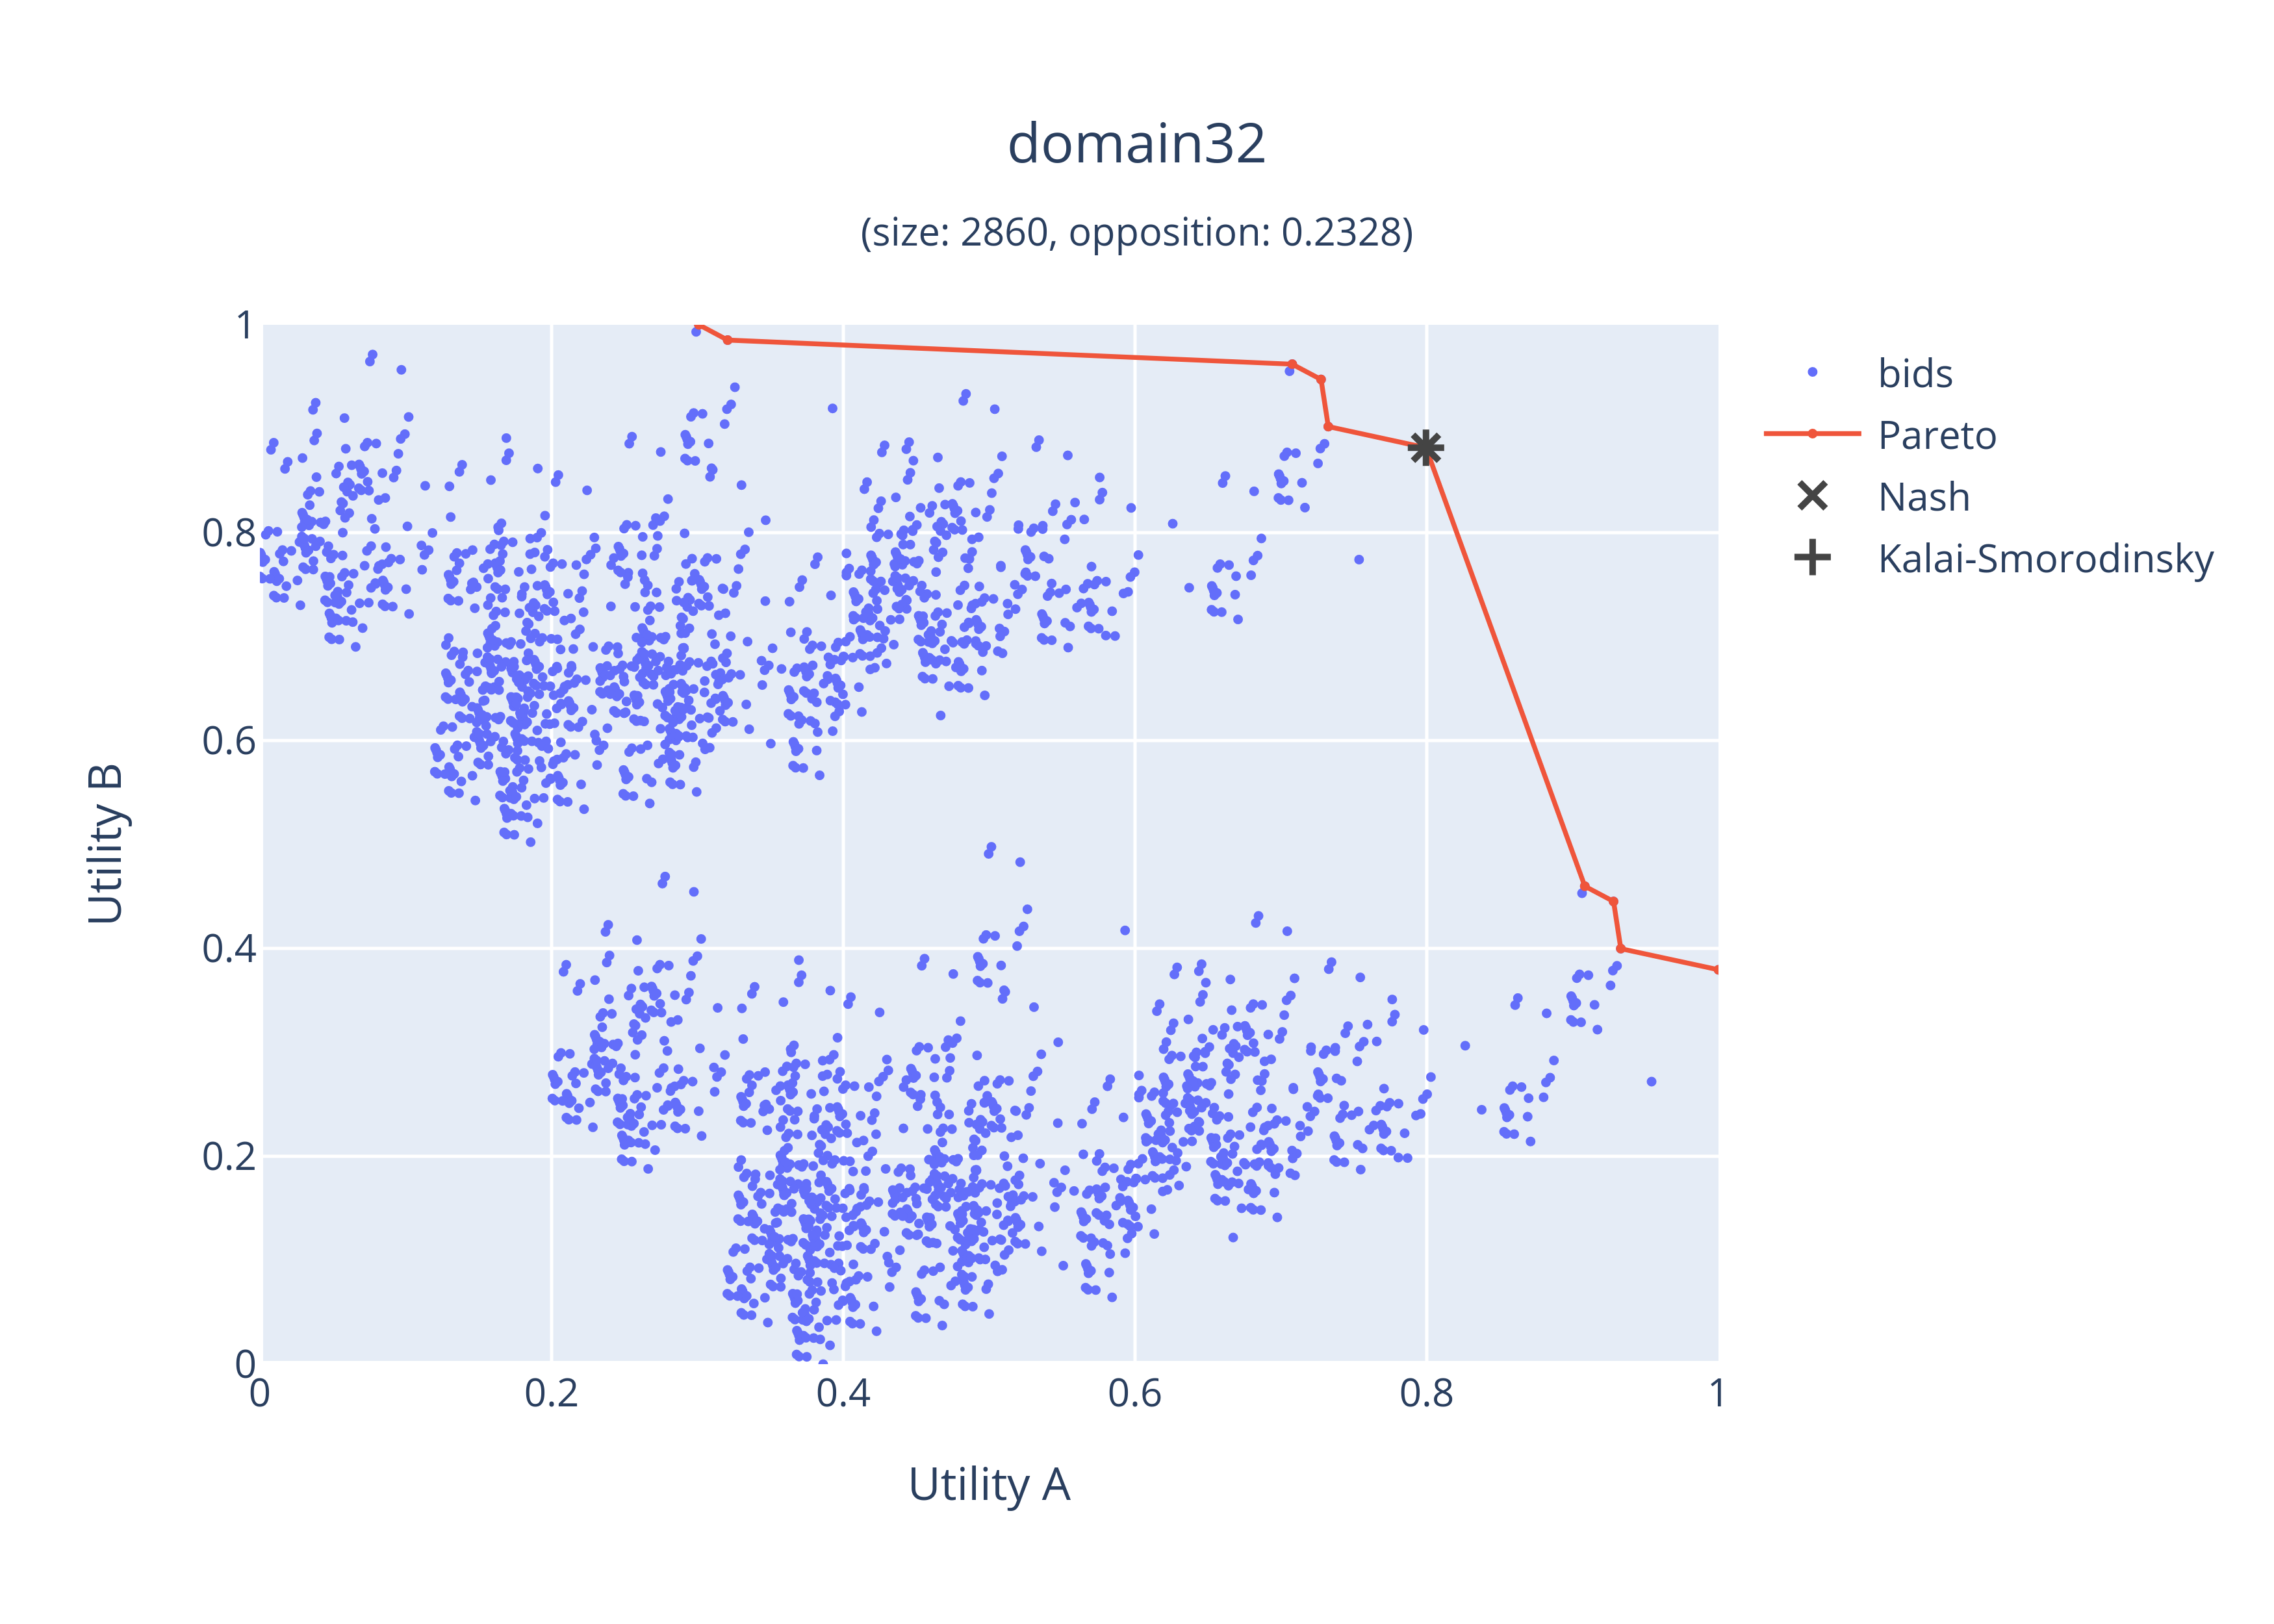 domain32
(size: 2860, opposition: 0.2328)
1
0.8
0.6
0.4
0.2
0
0
0.2
0.4
0.6
0.8
1
Utility B
Utility A
bids
Pareto
Nash
Kalai-Smorodinsky